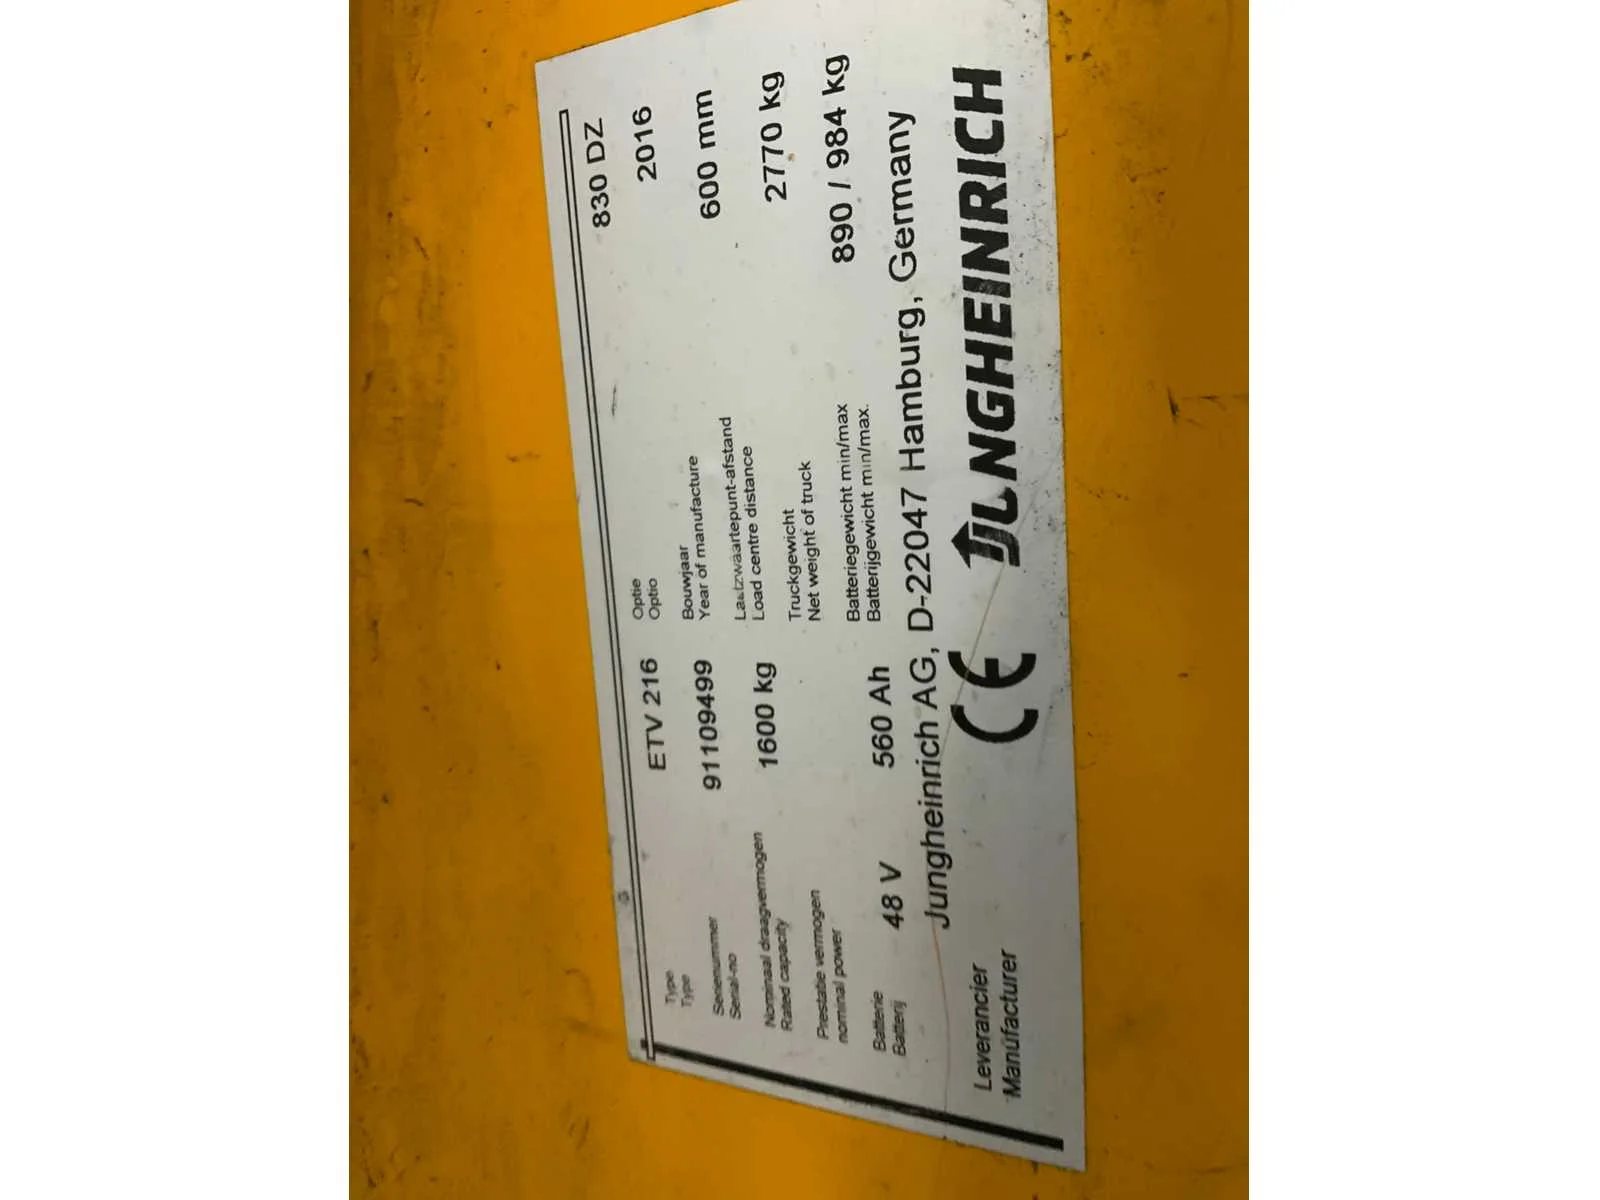 Type ETV 216 Optie 830 DZ
Type Optio
Serienummer 91109499 Bouwjaar 2016
Serial-no Year of manufacture
Nominaal draagvermogen 1600 kg Lastzwaartepunt-afstand 600 mm
Rated capacity Load centre distance
Prestatie vermogen Truckgewicht 2770 kg
nominal power Net weight of truck
Batterie 48 V 560 Ah Batteriegewicht min/max 890 / 984 kg
Batterij Batterijgewicht min/max.
Jungheinrich AG, D-22047 Hamburg, Germany
Leverancier
Manufacturer CE JUNGHEINRICH